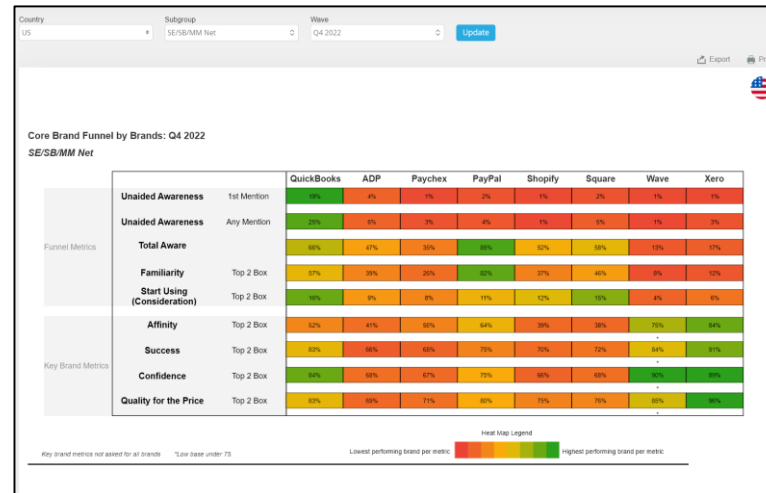 Country Subgroup Wave
US SE/SB/MM Net Q4 2022 Update
Export Pr
Core Brand Funnel by Brands: Q4 2022
SE/SB/MM Net
QuickBooks ADP Paychex PayPal Shopify Square Wave Xero
Unaided Awareness 1st Mention 19% 4% 1% 2% 1% 2% 1% 1%
Unaided Awareness Any Mention 25% 6% 3% 4% 1% 5% 1% 3%
Funnel Metrics Total Aware 66% 47% 35% 85% 52% 58% 13% 17%
Familiarity Top 2 Box 57% 39% 26% 82% 37% 46% 8% 12%
Start Using
(Consideration) Top 2 Box 16% 9% 8% 11% 12% 15% 4% 6%
Affinity Top 2 Box 52% 41% 50% 64% 39% 38% 75% 84%
Success Top 2 Box 83% 66% 68% 75% 70% 72% 84% 91%
Key Brand Metrics
Confidence Top 2 Box 84% 68% 67% 75% 66% 68% 90% 89%
Quality for the Price Top 2 Box 83% 69% 71% 80% 75% 76% 85% 96%
Heat Map Legend
Key brand metrics not asked for all brands *Low base under 75 Lowest performing brand per metric Highest performing brand per metric